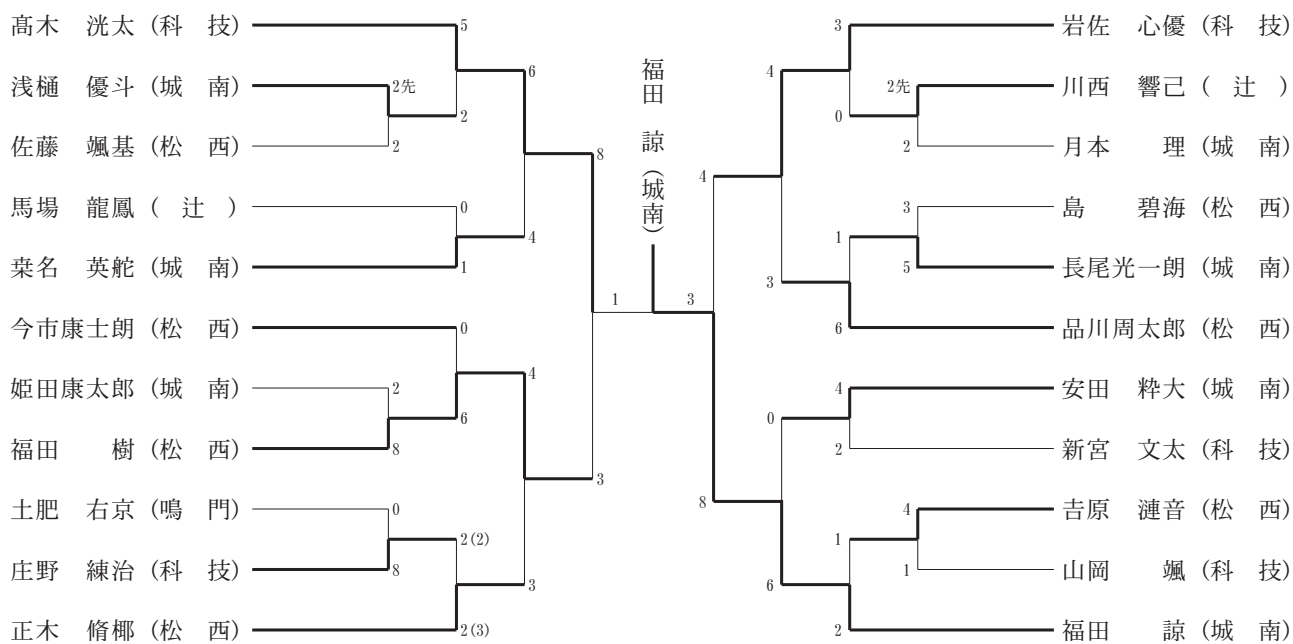 髙木　洸太 (科　技)
浅樋　優斗 (城　南)
佐藤　颯基 (松　西)
馬場　龍鳳 (　辻　)
桒名　英舵 (城　南)
今市康士朗 (松　西)
姫田康太郎 (城　南)
福田　　樹 (松　西)
土肥　右京 (鳴　門)
庄野　練治 (科　技)
正木　脩椰 (松　西)
5
2先
2
2
0
1
0
2
8
6
0
8
2(2)
2(3)
6
4
4
3
8
3
1
福田　諒 (城南)
3
4
8
4
3
0
6
3
0
2先
2
1
3
5
6
4
2
1
4
1
2
岩佐　心優 (科　技)
川西　響己 (　辻　)
月本　　理 (城　南)
島　　碧海 (松　西)
長尾光一朗 (城　南)
品川周太郎 (松　西)
安田　粋大 (城　南)
新宮　文太 (科　技)
吉原　漣音 (松　西)
山岡　　颯 (科　技)
福田　　諒 (城　南)